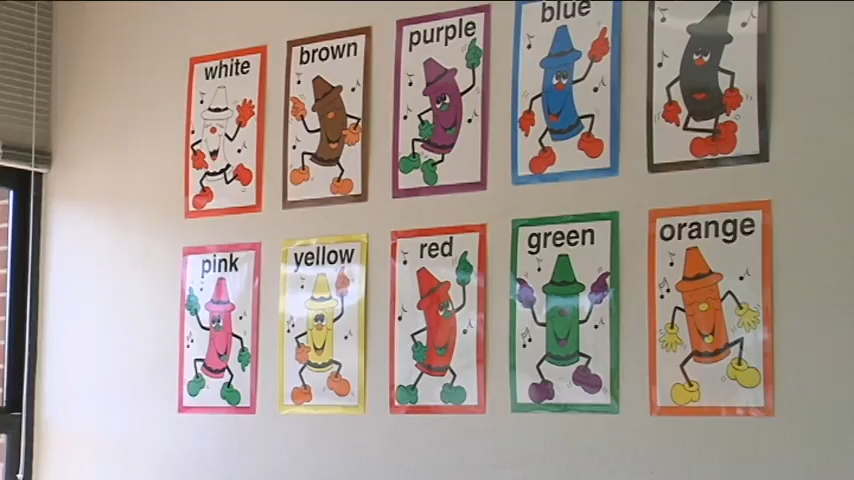 white
brown
purple
blue
pink
yellow
red
green
orange